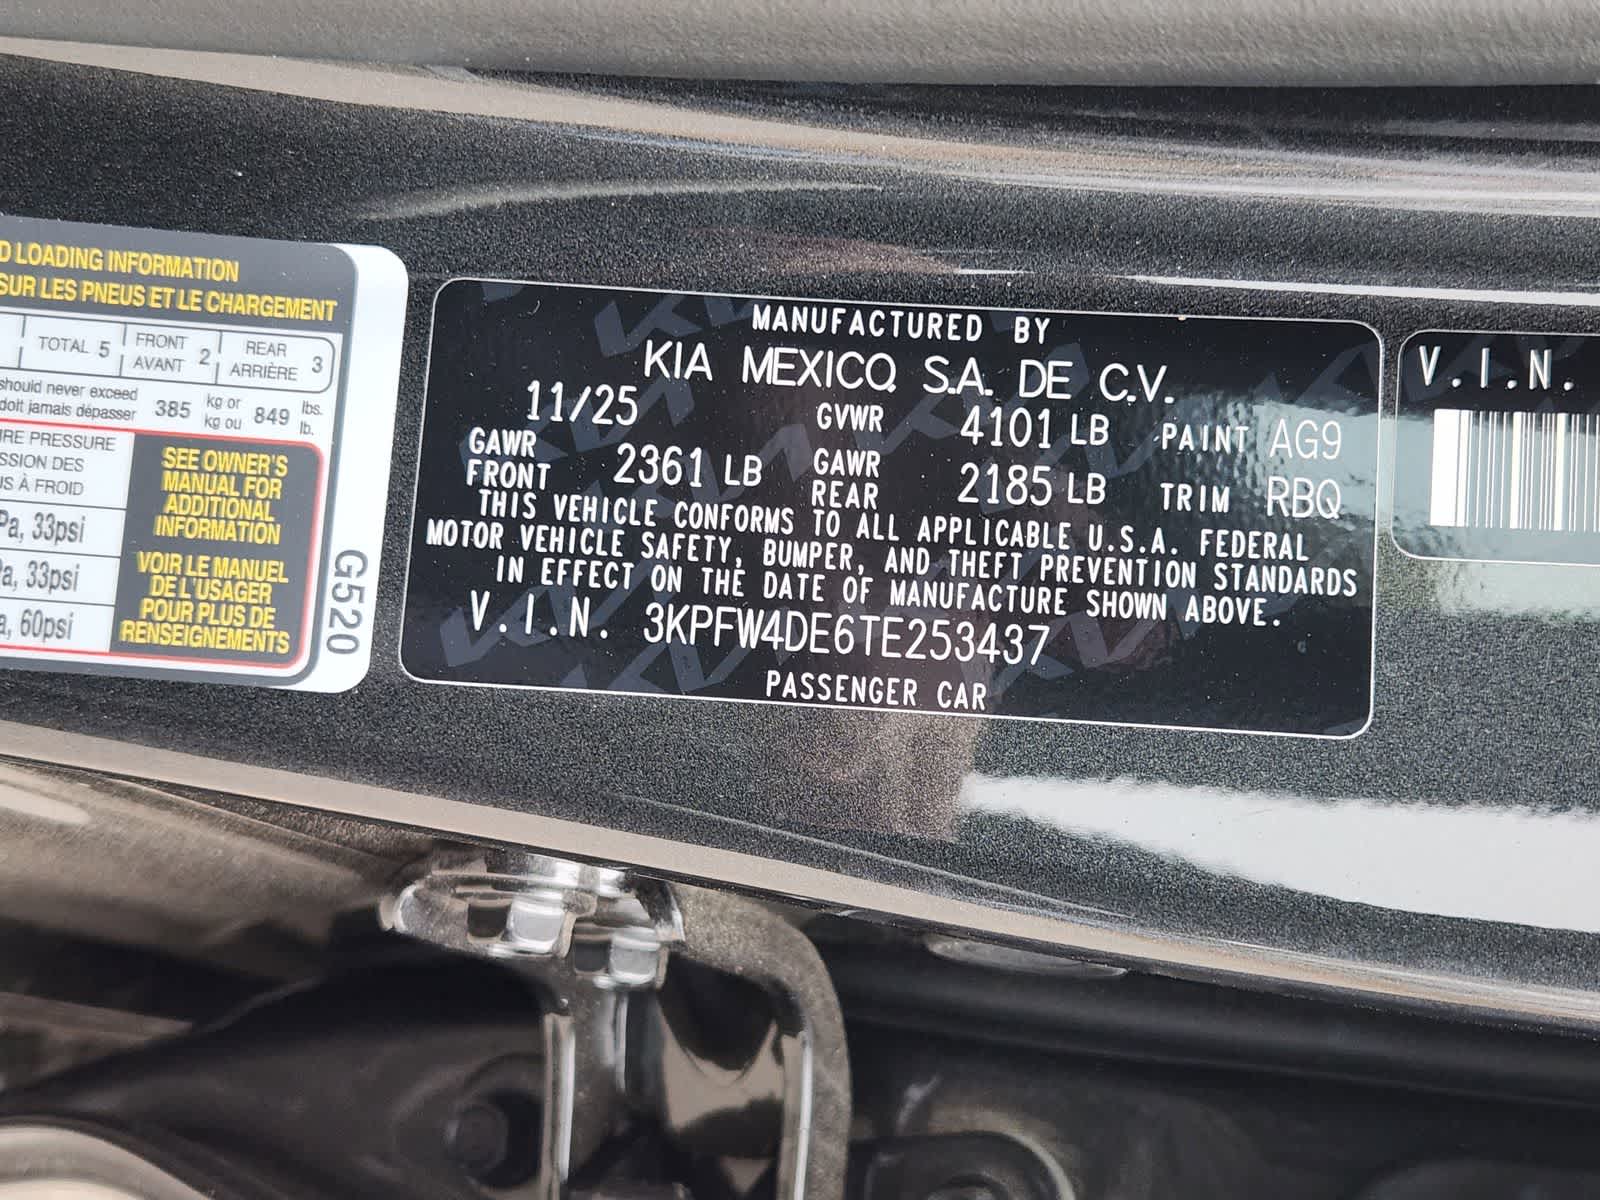 D LOADING INFORMATION
SUR LES PNEUS ET LE CHARGEMENT
TOTAL 5 FRONT AVANT 2 REAR ARRIÈRE 3
should never exceed
doit jamais dépasser 385 kg or kg ou 849 lbs. lb.
RE PRESSURE
SSION DES
S À FROID
Pa, 33psi
Pa, 33psi
a, 60psi
SEE OWNER'S
MANUAL FOR
ADDITIONAL
INFORMATION
VOIR LE MANUEL
DE L'USAGER
POUR PLUS DE
RENSEIGNEMENTS
G520
MANUFACTURED BY
KIA MEXICO S.A. DE C.V.
11/25 GVWR 4101 LB PAINT AG9
GAWR FRONT 2361 LB GAWR REAR 2185 LB TRIM RBQ
THIS VEHICLE CONFORMS TO ALL APPLICABLE U.S.A. FEDERAL
MOTOR VEHICLE SAFETY, BUMPER, AND THEFT PREVENTION STANDARDS
IN EFFECT ON THE DATE OF MANUFACTURE SHOWN ABOVE.
V.I.N. 3KPFW4DE6TE253437
PASSENGER CAR
V.I.N.